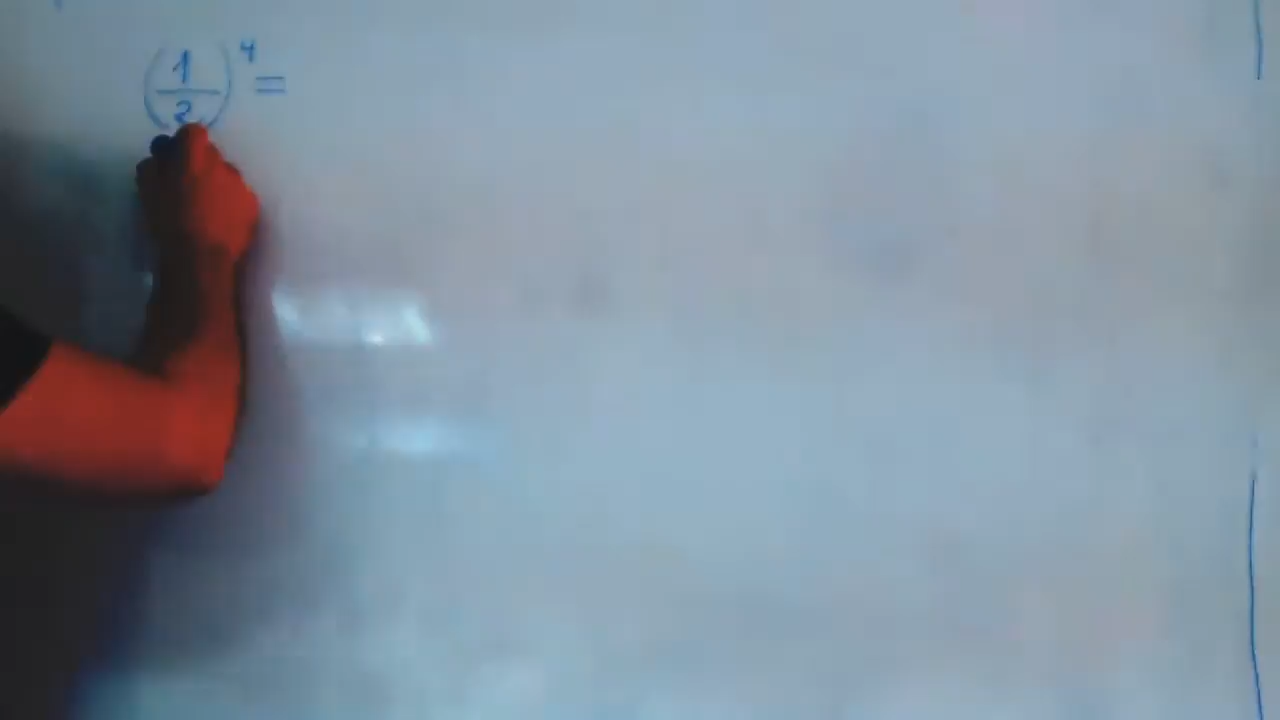 (1/2)^4 =